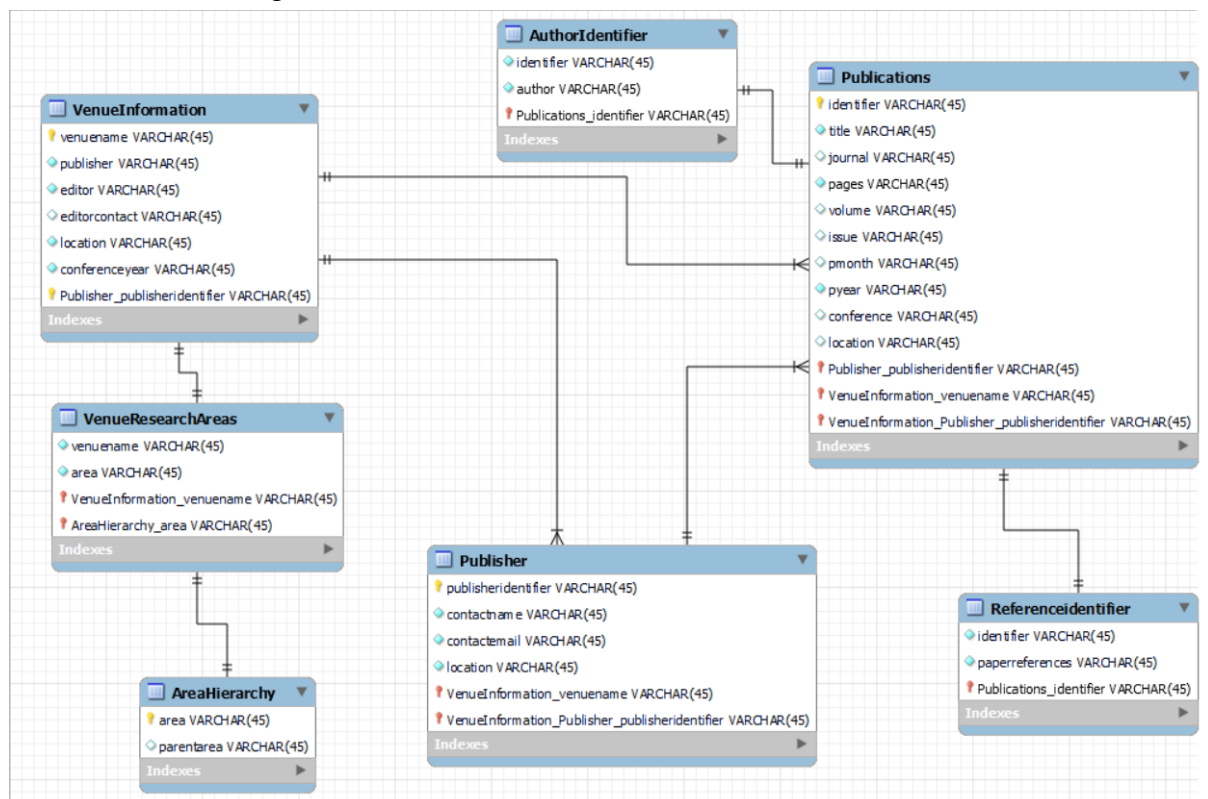 AuthorIdentifier
identifier VARCHAR(45)
author VARCHAR(45)
Publications_identifier VARCHAR(45)
Indexes
Publications
identifier VARCHAR(45)
title VARCHAR(45)
journal VARCHAR(45)
pages VARCHAR(45)
volume VARCHAR(45)
issue VARCHAR(45)
pmonth VARCHAR(45)
pyear VARCHAR(45)
conference VARCHAR(45)
location VARCHAR(45)
Publisher_publisheridentifier VARCHAR(45)
VenueInformation_venuename VARCHAR(45)
VenueInformation_Publisher_publisheridentifier VARCHAR(45)
Indexes
VenueInformation
venuename VARCHAR(45)
publisher VARCHAR(45)
editor VARCHAR(45)
editorcontact VARCHAR(45)
location VARCHAR(45)
conferenceyear VARCHAR(45)
Publisher_publisheridentifier VARCHAR(45)
Indexes
VenueResearchAreas
venuename VARCHAR(45)
area VARCHAR(45)
VenueInformation_venuename VARCHAR(45)
AreaHierarchy_area VARCHAR(45)
Indexes
Publisher
publisheridentifier VARCHAR(45)
contactname VARCHAR(45)
contactemail VARCHAR(45)
location VARCHAR(45)
VenueInformation_venuename VARCHAR(45)
VenueInformation_Publisher_publisheridentifier VARCHAR(45)
Indexes
Referenceidentifier
identifier VARCHAR(45)
paperreferences VARCHAR(45)
Publications_identifier VARCHAR(45)
Indexes
AreaHierarchy
area VARCHAR(45)
parentarea VARCHAR(45)
Indexes